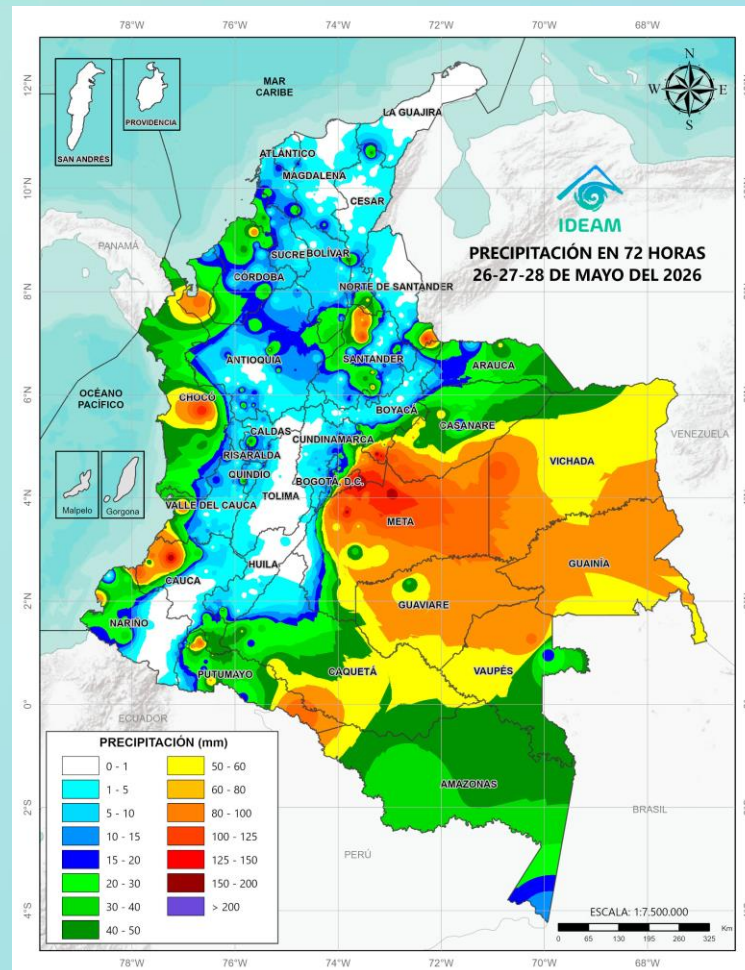 78°W 76°W 74°W 72°W 70°W 68°W
12°N
10°N
8°N
6°N
4°N
2°N
0°
2°S
4°S
SAN ANDRÉS
PROVIDENCIA
MAR
CARIBE
N
W E
S
IDEAM
PRECIPITACIÓN EN 72 HORAS
26-27-28 DE MAYO DEL 2026
LA GUAJIRA
ATLÁNTICO
MAGDALENA
CESAR
PANAMÁ
SUCRE
BOLÍVAR
CÓRDOBA
NORTE DE SANTANDER
ANTIOQUIA
SANTANDER
ARAUCA
OCÉANO
PACÍFICO
CHOCÓ
BOYACÁ
CASANARE
CALDAS
CUNDINAMARCA
RISARALDA
VICHADA
VENEZUELA
QUINDÍO
BOGOTÁ, D.C.
TOLIMA
Malpelo
Gorgona
VALLE DEL CAUCA
META
HUILA
GUAINÍA
CAUCA
GUAVIARE
NARIÑO
PUTUMAYO
CAQUETÁ
VAUPÉS
ECUADOR
AMAZONAS
BRASIL
PERÚ
PRECIPITACIÓN (mm)
0 - 1
1 - 5
5 - 10
10 - 15
15 - 20
20 - 30
30 - 40
40 - 50
50 - 60
60 - 80
80 - 100
100 - 125
125 - 150
150 - 200
> 200
ESCALA: 1:7.500.000
0 65 130 195 260 325 Km
78°W 76°W 74°W 72°W 70°W 68°W